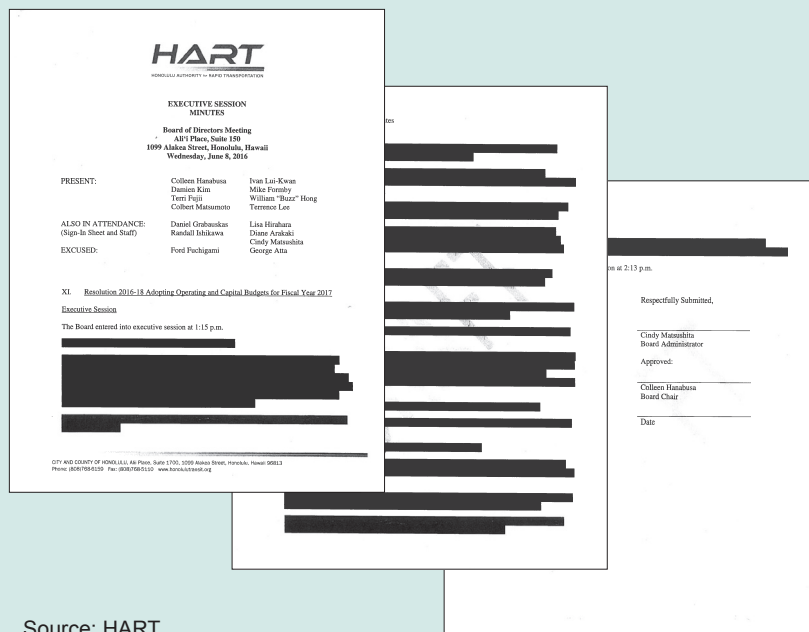 HART
HONOLULU AUTHORITY for RAPID TRANSPORTATION
EXECUTIVE SESSION
MINUTES
Board of Directors Meeting
Ali'i Place, Suite 150
1099 Alakea Street, Honolulu, Hawaii
Wednesday, June 8, 2016
PRESENT: Colleen Hanabusa Ivan Lui-Kwan
Damien Kim Mike Formby
Terri Fujii William "Buzz" Hong
Colbert Matsumoto Terrence Lee
ALSO IN ATTENDANCE: Daniel Grabauskas Lisa Hirahara
(Sign-In Sheet and Staff) Randall Ishikawa Diane Arakaki
Cindy Matsushita
EXCUSED: Ford Fuchigami George Atta
XI. Resolution 2016-18 Adopting Operating and Capital Budgets for Fiscal Year 2017
Executive Session
The Board entered into executive session at 1:15 p.m.
CITY AND COUNTY OF HONOLULU, Ali'i Place, Suite 1700, 1099 Alakea Street, Honolulu, Hawaii 96813
Phone: (808)768-6159 Fax: (808)768-5110 www.honolulutransit.org
tes
on at 2:13 p.m.
Respectfully Submitted,
Cindy Matsushita
Board Administrator
Approved:
Colleen Hanabusa
Board Chair
Date
Source: HART